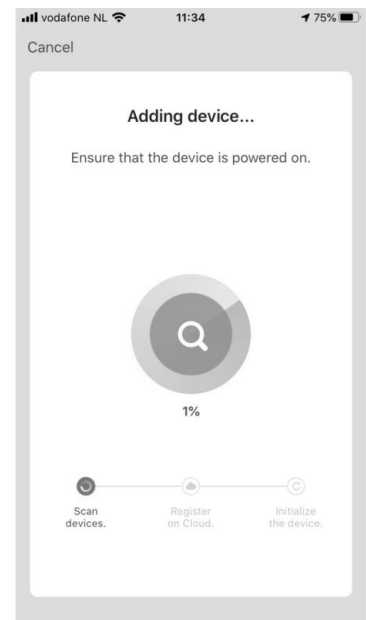 vodafone NL 11:34 75%
Cancel
Adding device...
Ensure that the device is powered on.
1%
Scan devices.
Register on Cloud.
Initialize the device.